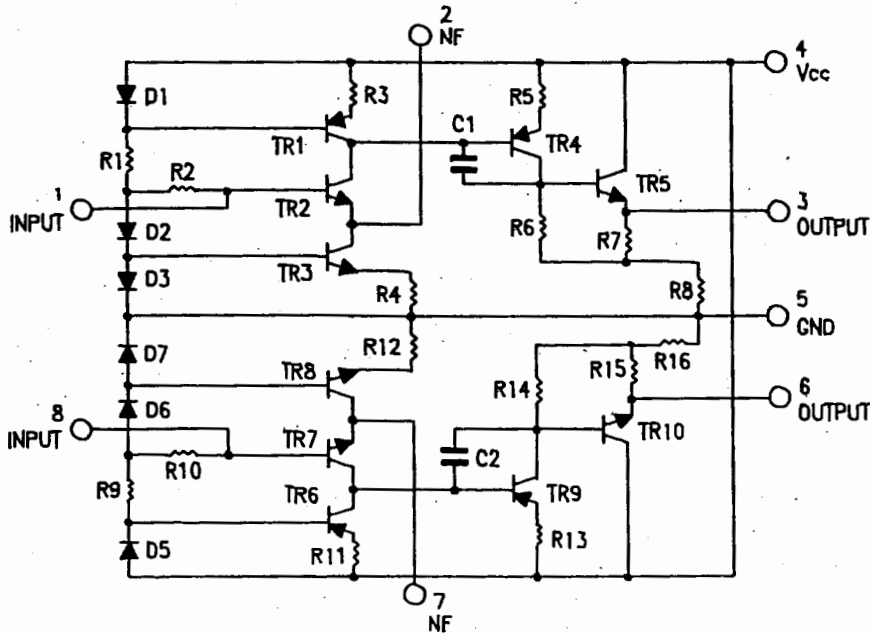 2
NF
4
Vcc
D1
R3
R5
C1
TR1
TR4
R1
R2
1
INPUT
TR2
TR5
3
OUTPUT
D2
R6
R7
TR3
D3
R4
R8
5
GND
D7
R12
TR8
R16
R15
R14
6
OUTPUT
D6
8
INPUT
TR7
TR10
R10
C2
R9
TR6
TR9
D5
R11
R13
7
NF